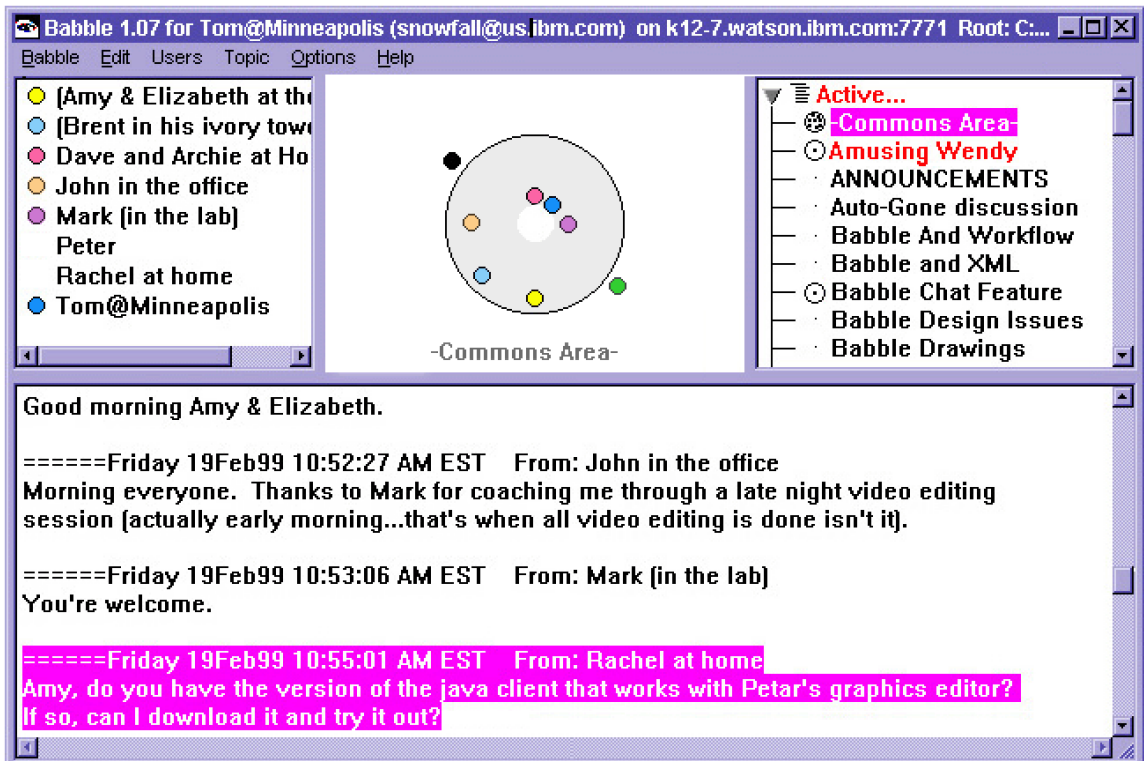 Babble 1.07 for Tom@Minneapolis (snowfall@us.ibm.com) on k12-7.watson.ibm.com:7771 Root: C:...
Babble Edit Users Topic Options Help
(Amy & Elizabeth at the
(Brent in his ivory towe
Dave and Archie at Ho
John in the office
Mark (in the lab)
Peter
Rachel at home
Tom@Minneapolis
-Commons Area-
Active...
-Commons Area-
Amusing Wendy
ANNOUNCEMENTS
Auto-Gone discussion
Babble And Workflow
Babble and XML
Babble Chat Feature
Babble Design Issues
Babble Drawings
Good morning Amy & Elizabeth.
======Friday 19Feb99 10:52:27 AM EST From: John in the office
Morning everyone. Thanks to Mark for coaching me through a late night video editing
session (actually early morning...that's when all video editing is done isn't it).
======Friday 19Feb99 10:53:06 AM EST From: Mark (in the lab)
You're welcome.
======Friday 19Feb99 10:55:01 AM EST From: Rachel at home
Amy, do you have the version of the java client that works with Petar's graphics editor?
If so, can I download it and try it out?